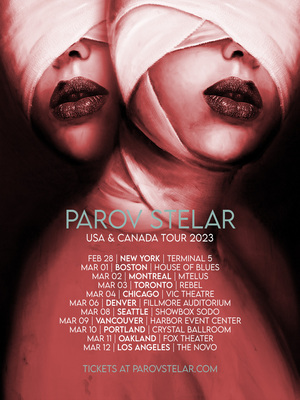 PAROV STELAR
USA & CANADA TOUR 2023
FEB 28 | NEW YORK | TERMINAL 5
MAR 01 | BOSTON | HOUSE OF BLUES
MAR 02 | MONTREAL | MTELUS
MAR 03 | TORONTO | REBEL
MAR 04 | CHICAGO | VIC THEATRE
MAR 06 | DENVER | FILLMORE AUDITORIUM
MAR 08 | SEATTLE | SHOWBOX SODO
MAR 09 | VANCOUVER | HARBOR EVENT CENTER
MAR 10 | PORTLAND | CRYSTAL BALLROOM
MAR 11 | OAKLAND | FOX THEATER
MAR 12 | LOS ANGELES | THE NOVO
TICKETS AT PAROVSTELAR.COM